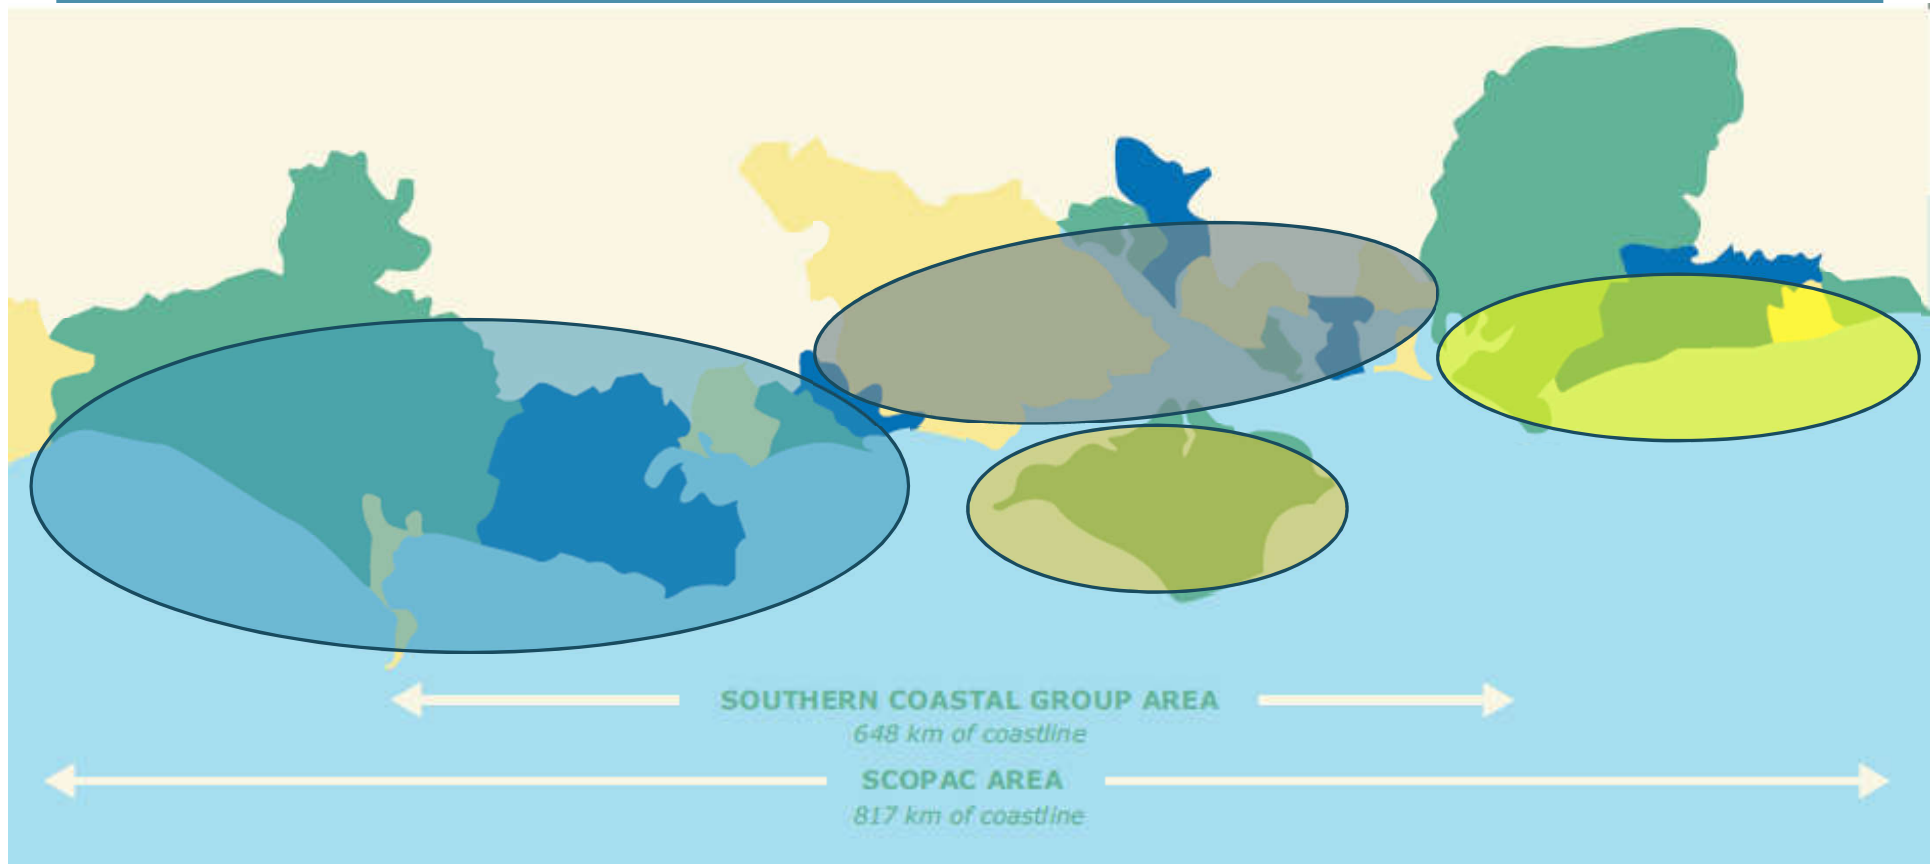 SOUTHERN COASTAL GROUP AREA
648 km of coastline
SCOPAC AREA
817 km of coastline